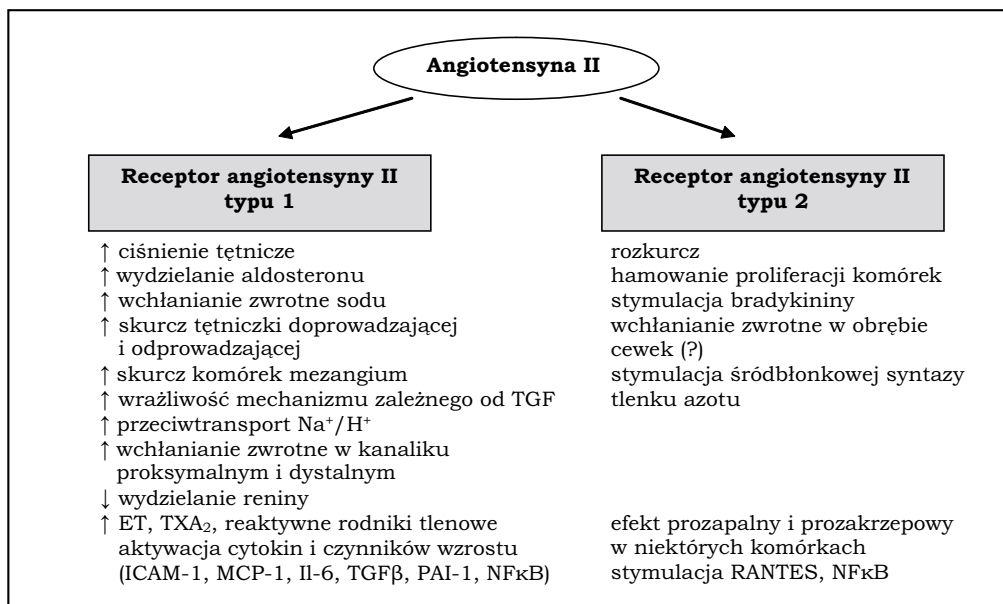 Angiotensyna II
Receptor angiotensyny II
typu 1
↑ ciśnienie tętnicze
↑ wydzielanie aldosteronu
↑ wchłanianie zwrotne sodu
↑ skurcz tętniczki doprowadzającej
i odprowadzającej
↑ skurcz komórek mezangium
↑ wrażliwość mechanizmu zależnego od TGF
↑ przeciwtransport Na⁺/H⁺
↑ wchłanianie zwrotne w kanaliku
proksymalnym i dystalnym
↓ wydzielanie reniny
↑ ET, TXA₂, reaktywne rodniki tlenowe
aktywacja cytokin i czynników wzrostu
(ICAM-1, MCP-1, Il-6, TGFβ, PAI-1, NFκB)
Receptor angiotensyny II
typu 2
rozkurcz
hamowanie proliferacji komórek
stymulacja bradykininy
wchłanianie zwrotne w obrębie
cewek (?)
stymulacja śródbłonkowej syntazy
tlenku azotu
efekt prozapalny i prozakrzepowy
w niektórych komórkach
stymulacja RANTES, NFκB